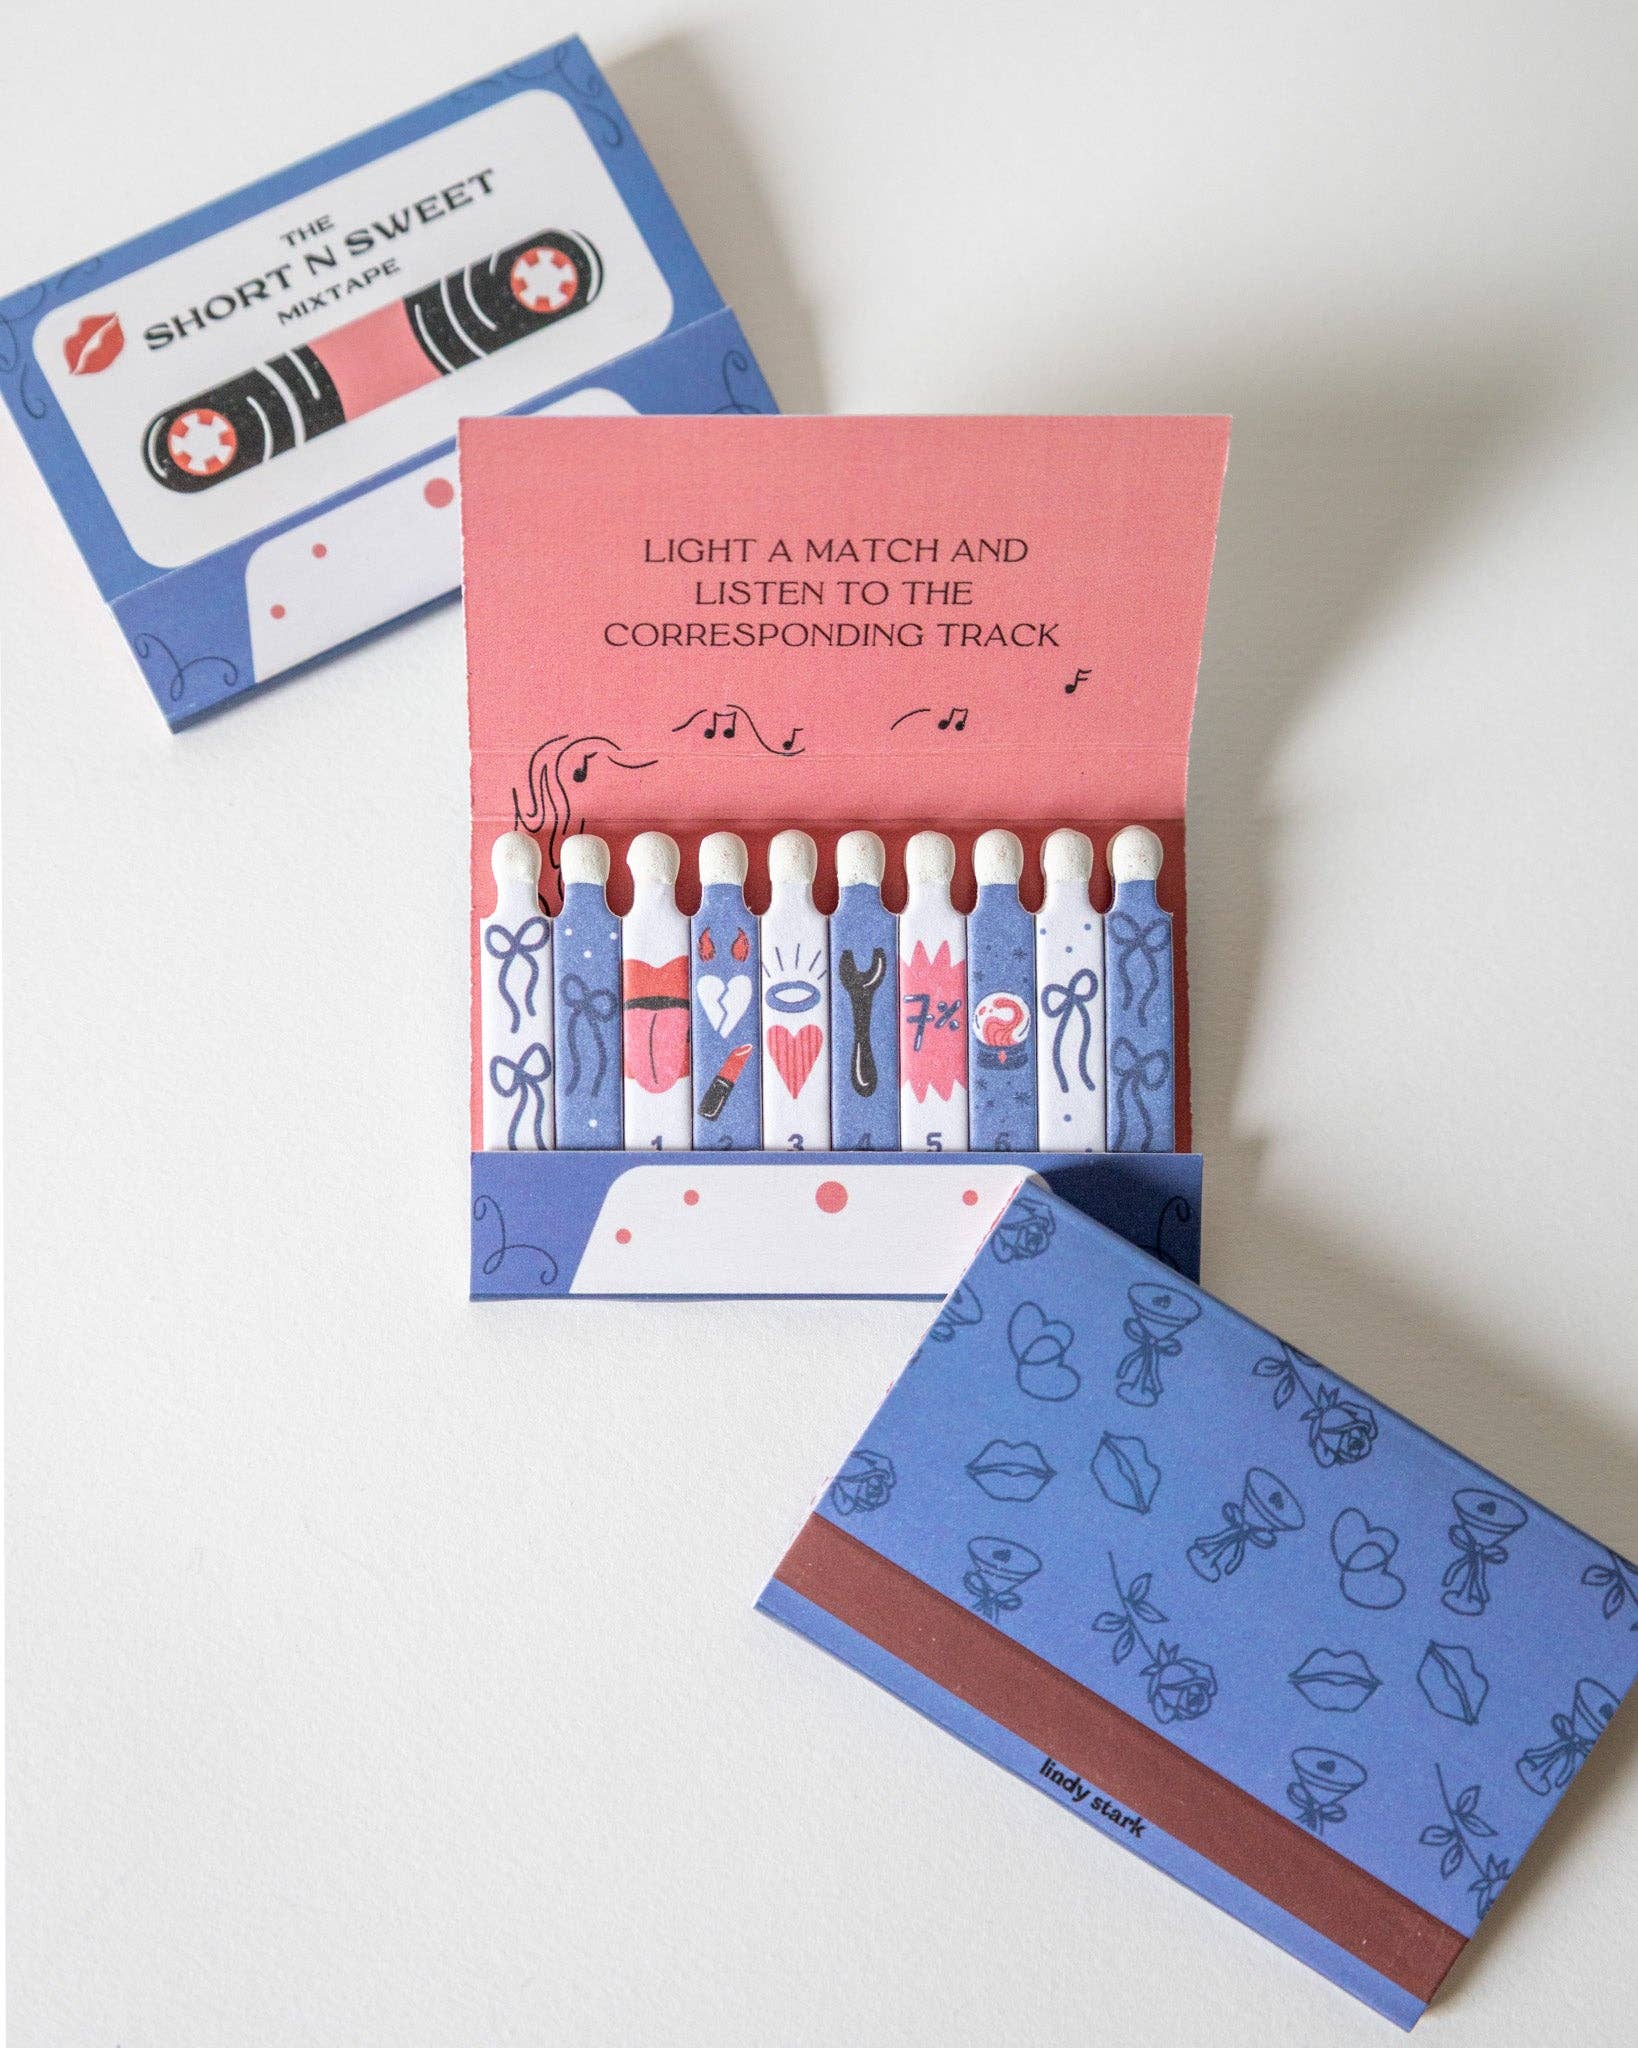 THE
SHORT N SWEET
MIXTAPE
LIGHT A MATCH AND
LISTEN TO THE
CORRESPONDING TRACK
7%
1 2 3 4 5 6
lindy stark